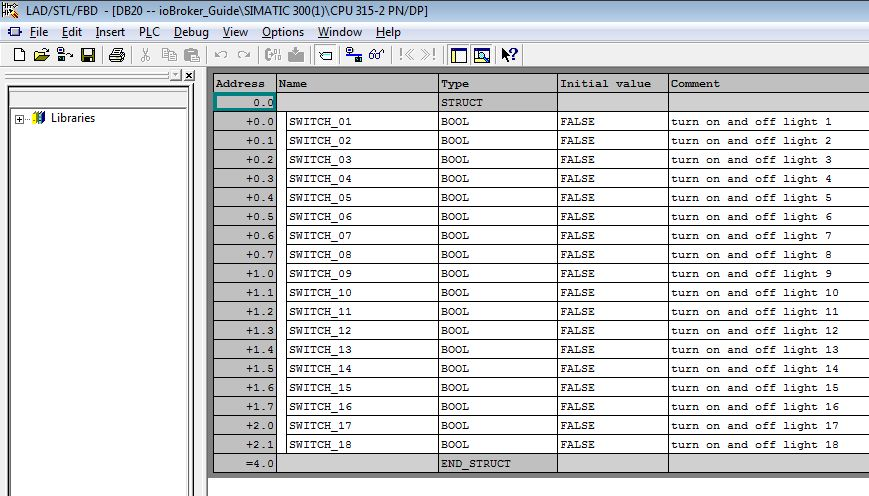 LAD/STL/FBD - [DB20 -- ioBroker_Guide\SIMATIC 300(1)\CPU 315-2 PN/DP]
File Edit Insert PLC Debug View Options Window Help
Libraries
Address Name Type Initial value Comment
0.0 STRUCT
+0.0 SWITCH_01 BOOL FALSE turn on and off light 1
+0.1 SWITCH_02 BOOL FALSE turn on and off light 2
+0.2 SWITCH_03 BOOL FALSE turn on and off light 3
+0.3 SWITCH_04 BOOL FALSE turn on and off light 4
+0.4 SWITCH_05 BOOL FALSE turn on and off light 5
+0.5 SWITCH_06 BOOL FALSE turn on and off light 6
+0.6 SWITCH_07 BOOL FALSE turn on and off light 7
+0.7 SWITCH_08 BOOL FALSE turn on and off light 8
+1.0 SWITCH_09 BOOL FALSE turn on and off light 9
+1.1 SWITCH_10 BOOL FALSE turn on and off light 10
+1.2 SWITCH_11 BOOL FALSE turn on and off light 11
+1.3 SWITCH_12 BOOL FALSE turn on and off light 12
+1.4 SWITCH_13 BOOL FALSE turn on and off light 13
+1.5 SWITCH_14 BOOL FALSE turn on and off light 14
+1.6 SWITCH_15 BOOL FALSE turn on and off light 15
+1.7 SWITCH_16 BOOL FALSE turn on and off light 16
+2.0 SWITCH_17 BOOL FALSE turn on and off light 17
+2.1 SWITCH_18 BOOL FALSE turn on and off light 18
=4.0 END_STRUCT